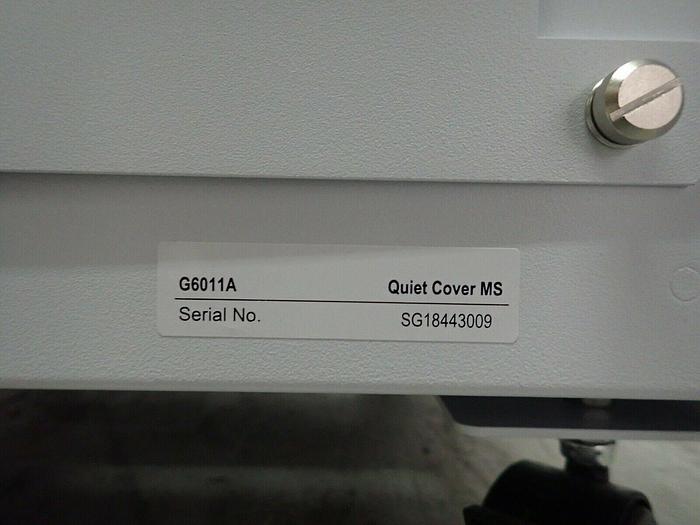 G6011A Quiet Cover MS
Serial No. SG18443009